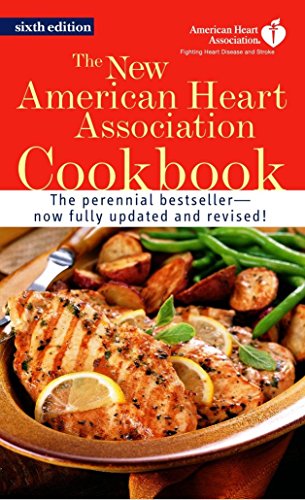 sixth edition
American Heart
Association®
Fighting Heart Disease and Stroke
The New
American Heart
Association
Cookbook
The perennial bestseller—
now fully updated and revised!